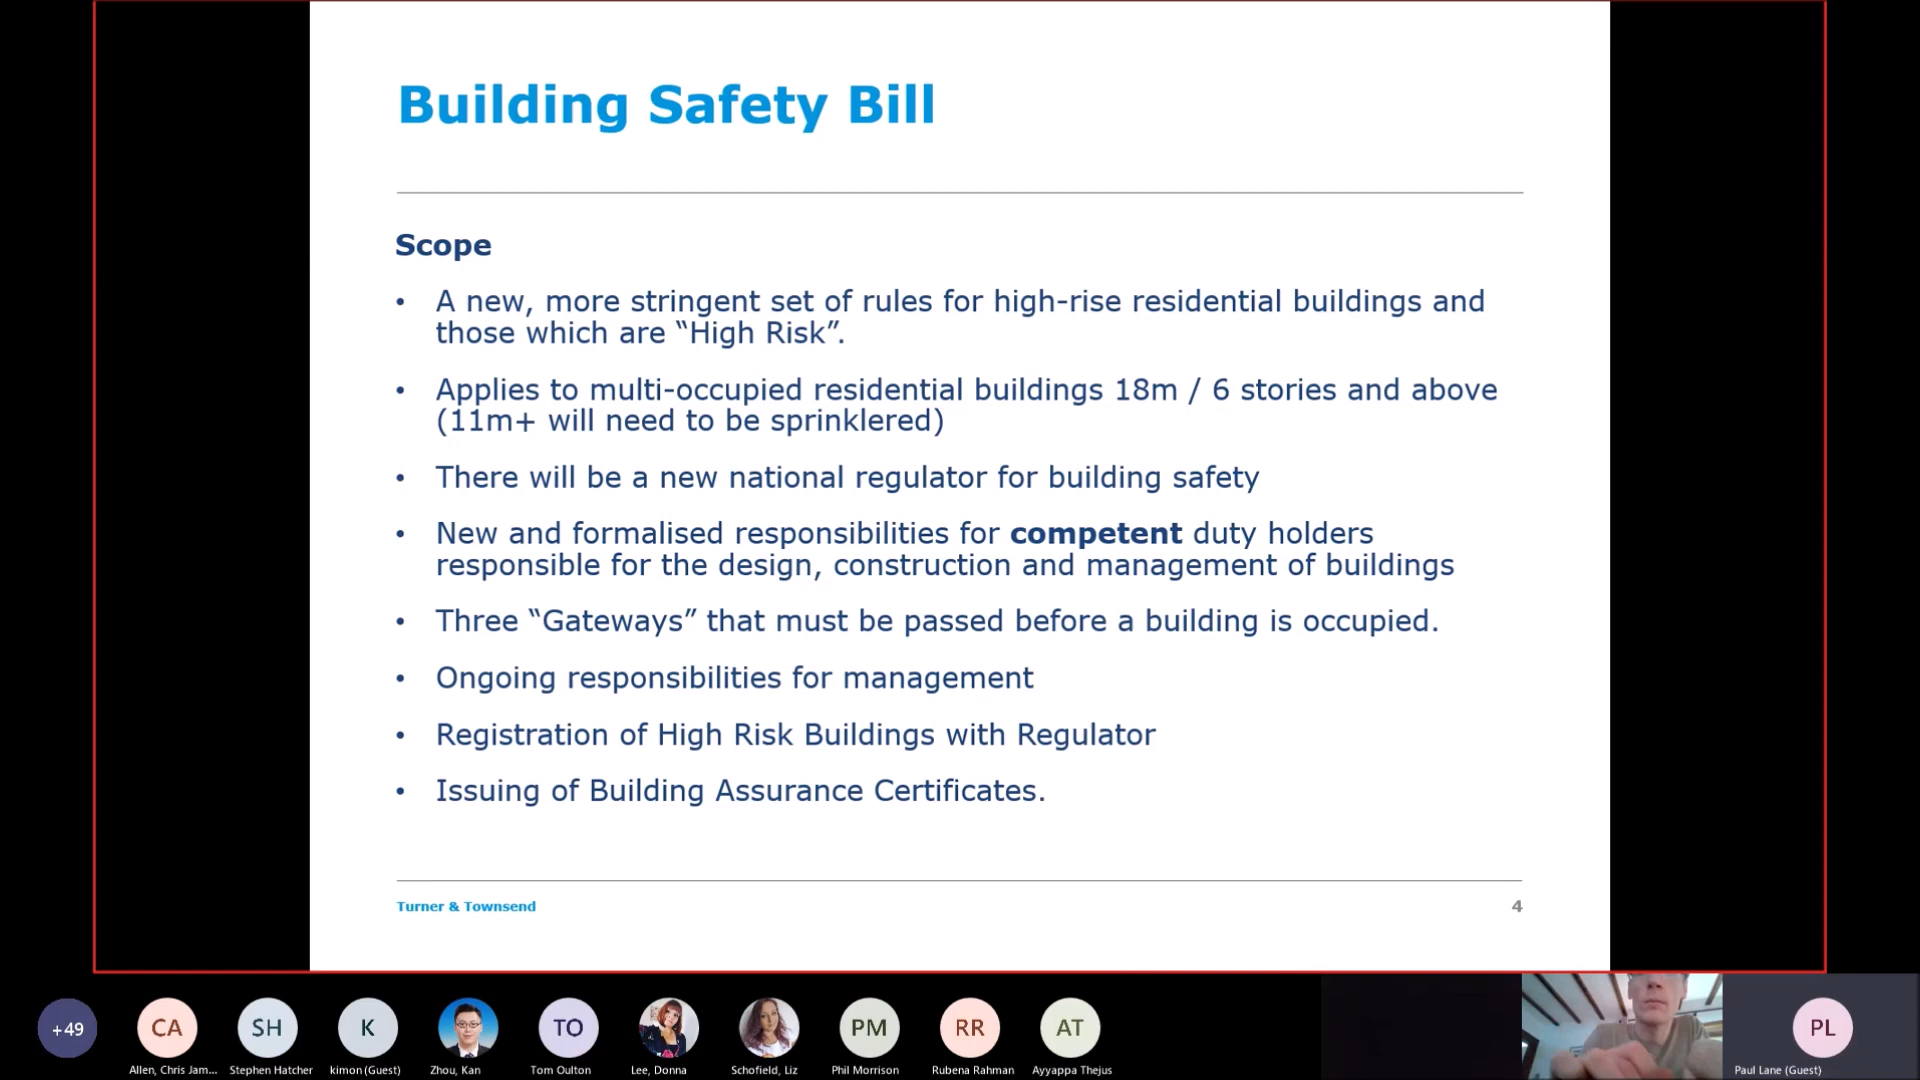 Building Safety Bill
Scope
• A new, more stringent set of rules for high-rise residential buildings and
those which are “High Risk”.
• Applies to multi-occupied residential buildings 18m / 6 stories and above
(11m+ will need to be sprinklered)
• There will be a new national regulator for building safety
• New and formalised responsibilities for competent duty holders
responsible for the design, construction and management of buildings
• Three “Gateways” that must be passed before a building is occupied.
• Ongoing responsibilities for management
• Registration of High Risk Buildings with Regulator
• Issuing of Building Assurance Certificates.
Turner & Townsend
4
+49
CA
SH
K
TO
PM
RR
AT
PL
Allen, Chris Jam...
Stephen Hatcher
kimon (Guest)
Zhou, Kan
Tom Oulton
Lee, Donna
Schofield, Liz
Phil Morrison
Rubena Rahman
Ayyappa Thejus
Paul Lane (Guest)